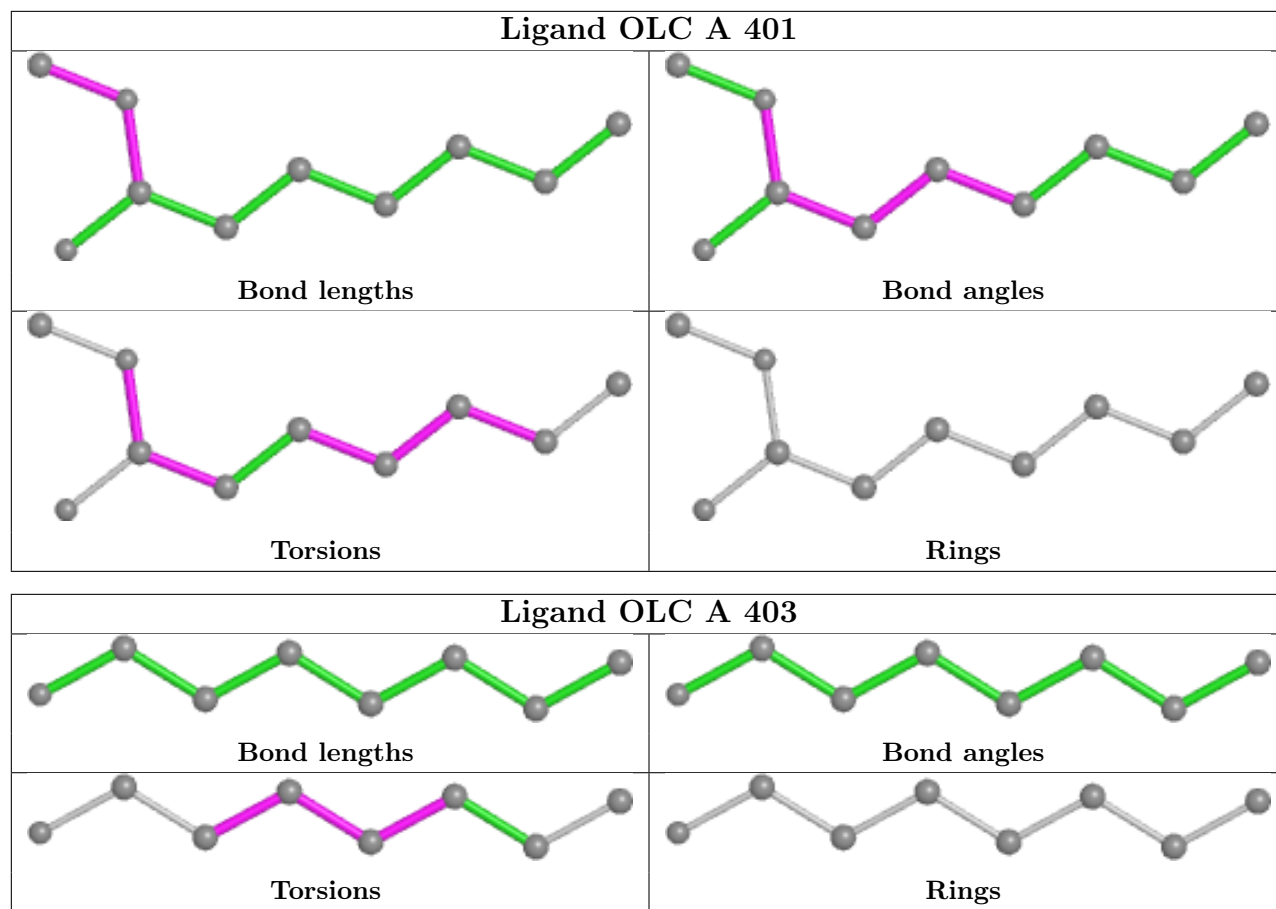 Ligand OLC A 401
Bond lengths
Bond angles
Torsions
Rings
Ligand OLC A 403
Bond lengths
Bond angles
Torsions
Rings